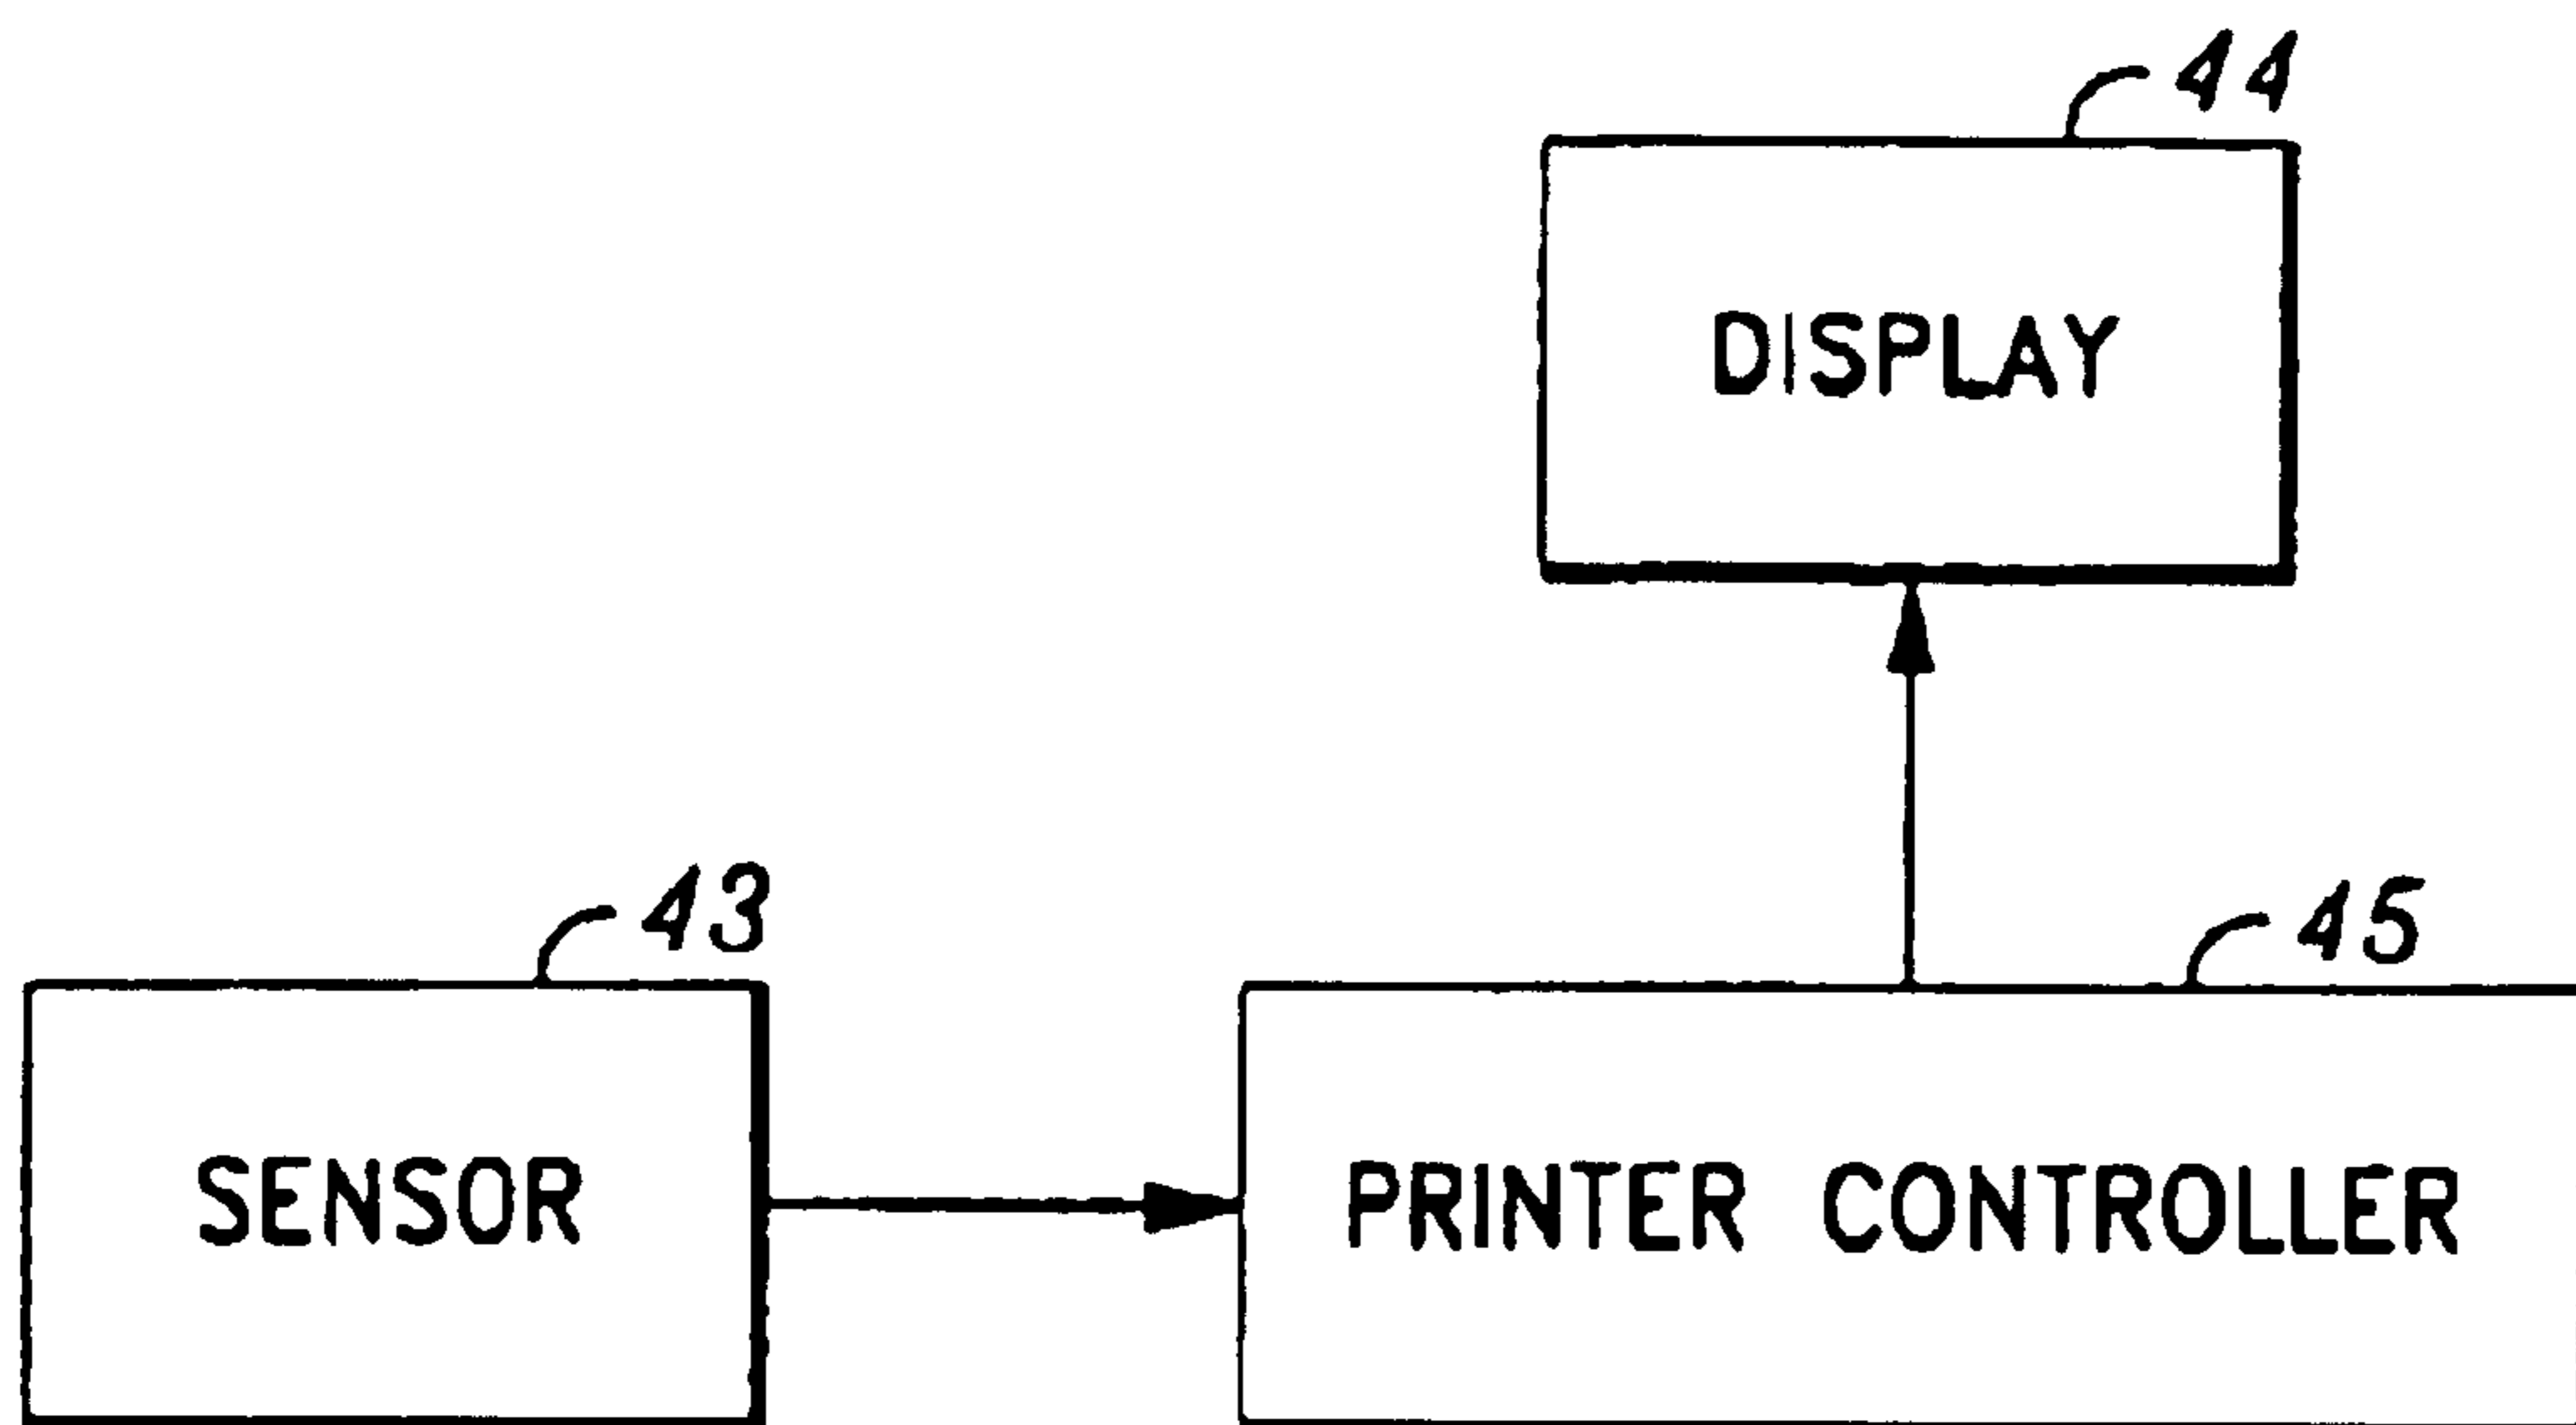 44
DISPLAY
43
45
SENSOR
PRINTER CONTROLLER